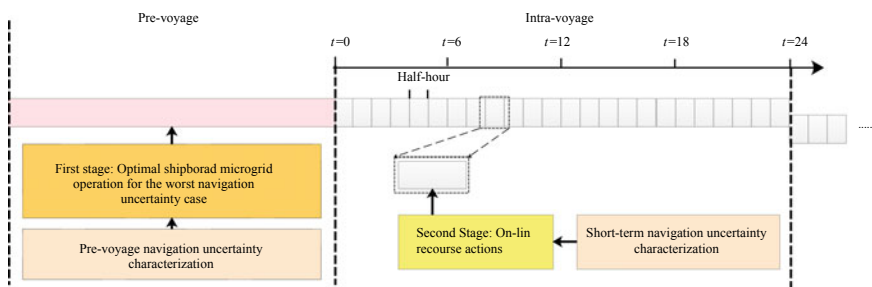 Pre-voyage
Intra-voyage
t=0
t=6
t=12
t=18
t=24
Half-hour
.....
First stage: Optimal shipborad microgrid
operation for the worst navigation
uncertainty case
Second Stage: On-lin
recourse actions
Short-term navigation uncertainty
characterization
Pre-voyage navigation uncertainty
characterization